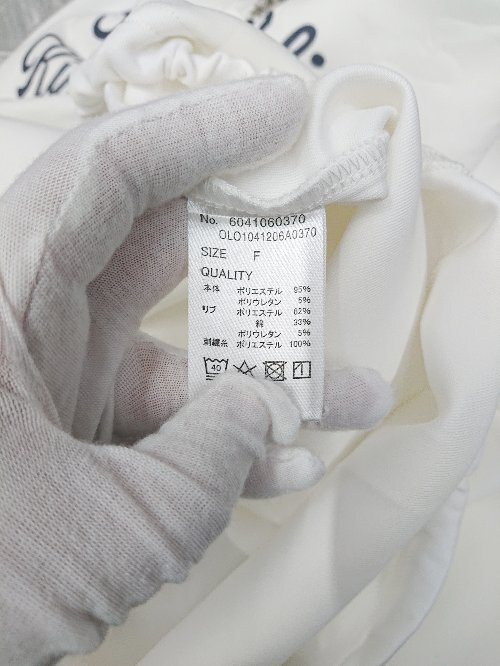 No. 6041060370
OLO1041206A0370
SIZE F
QUALITY
本体 ポリエステル 95%
ポリウレタン 5%
リブ ポリエステル 62%
綿 33%
ポリウレタン 5%
刺繍糸 ポリエステル 100%
40